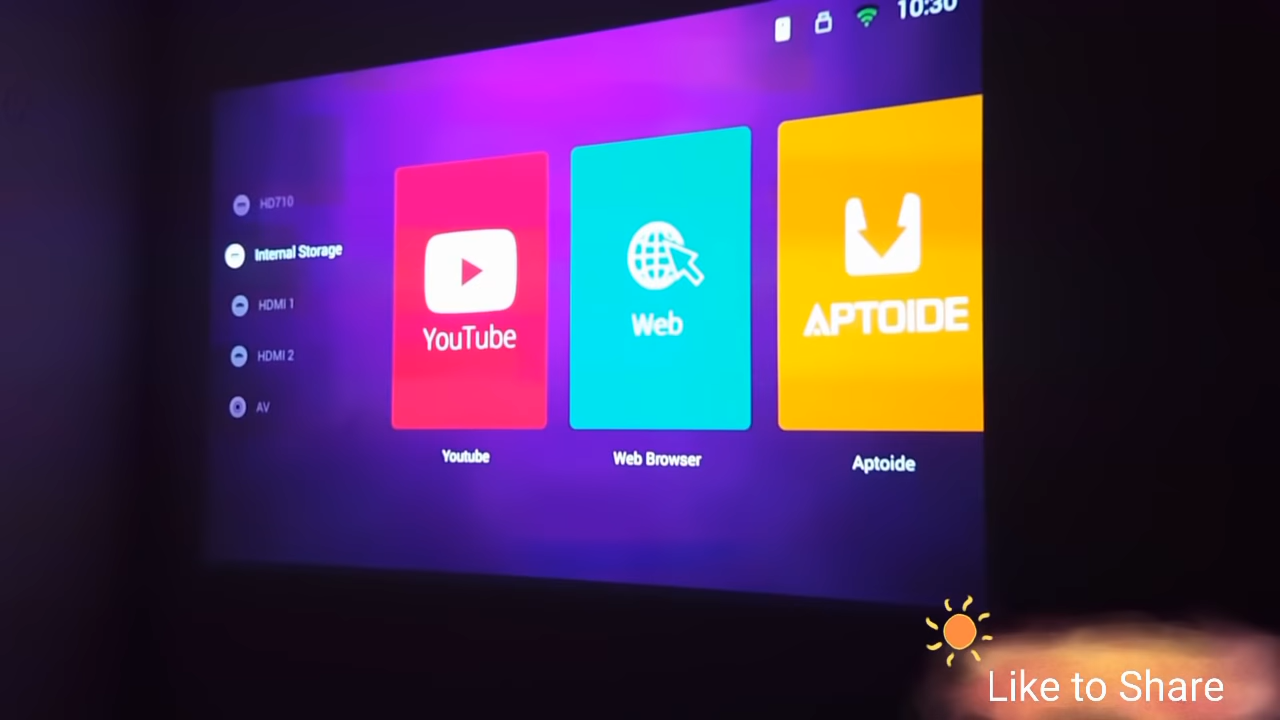 10:30
HD710
Internal Storage
HDMI 1
HDMI 2
AV
YouTube
Web
APTOIDE
Youtube
Web Browser
Aptoide
Like to Share